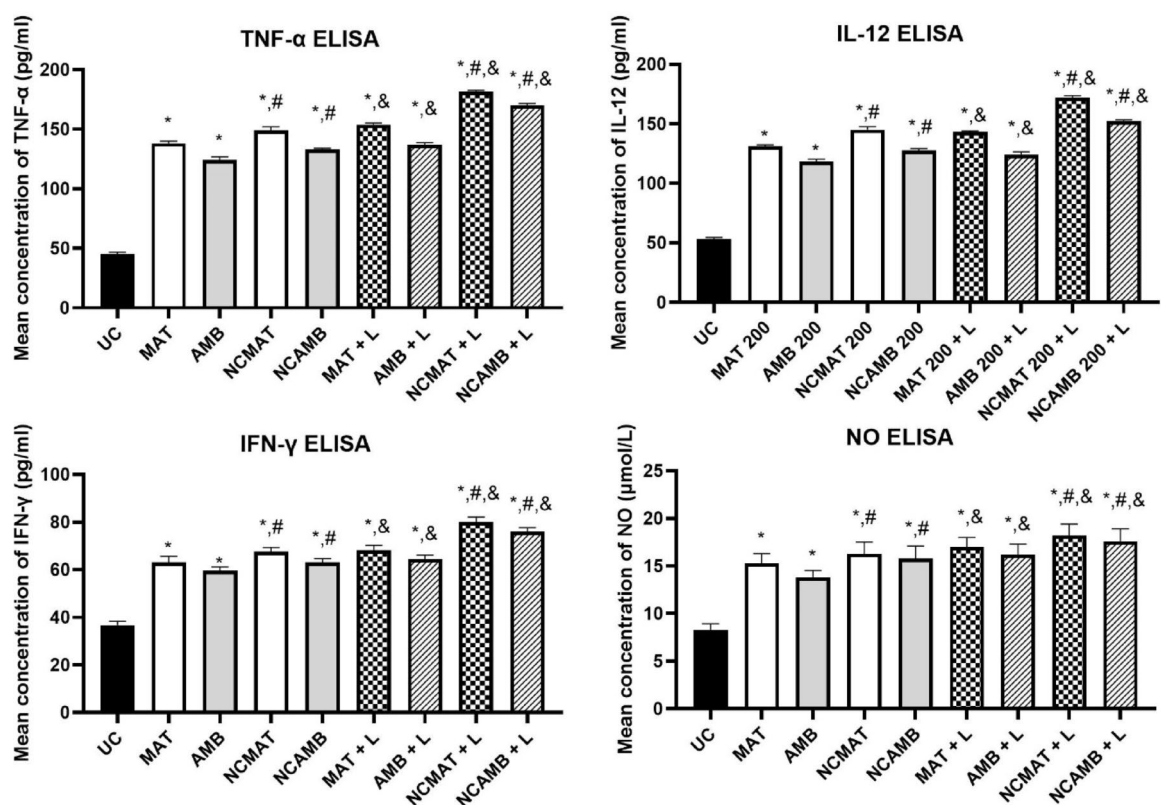 TNF-α ELISA
Mean concentration of TNF-α (pg/ml)
200
150
100
50
0
*
*
*,#
*,#
*,&
*,&
*,#,&
*,#,&
UC
MAT
AMB
NCMAT
NCAMB
MAT + L
AMB + L
NCMAT + L
NCAMB + L
IL-12 ELISA
Mean concentration of IL-12 (pg/ml)
200
150
100
50
0
*
*
*,#
*,#
*,&
*,&
*,#,&
*,#,&
UC
MAT 200
AMB 200
NCMAT 200
NCAMB 200
MAT 200 + L
AMB 200 + L
NCMAT 200 + L
NCAMB 200 + L
IFN-γ ELISA
Mean concentration of IFN-γ (pg/ml)
100
80
60
40
20
0
*
*
*,#
*,#
*,&
*,&
*,#,&
*,#,&
UC
MAT
AMB
NCMAT
NCAMB
MAT + L
AMB + L
NCMAT + L
NCAMB + L
NO ELISA
Mean concentration of NO (µmol/L)
25
20
15
10
5
0
*
*
*,#
*,#
*,&
*,&
*,#,&
*,#,&
UC
MAT
AMB
NCMAT
NCAMB
MAT + L
AMB + L
NCMAT + L
NCAMB + L